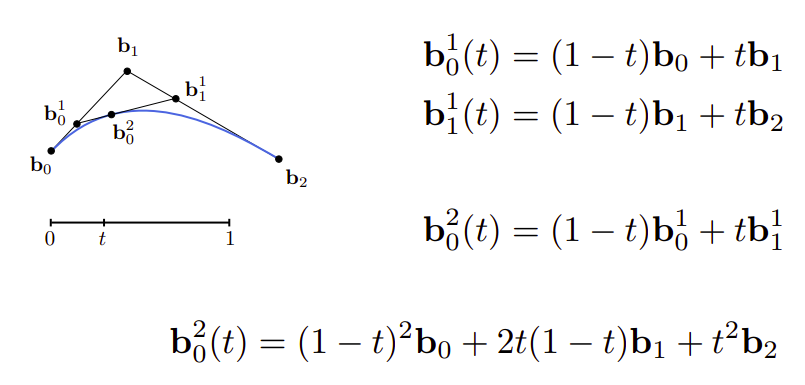 b₁
b₀¹
b₁¹
b₀²
b₀
b₂
0 t 1
b₀¹(t) = (1 − t)b₀ + tb₁
b₁¹(t) = (1 − t)b₁ + tb₂
b₀²(t) = (1 − t)b₀¹ + tb₁¹
b₀²(t) = (1 − t)²b₀ + 2t(1 − t)b₁ + t²b₂